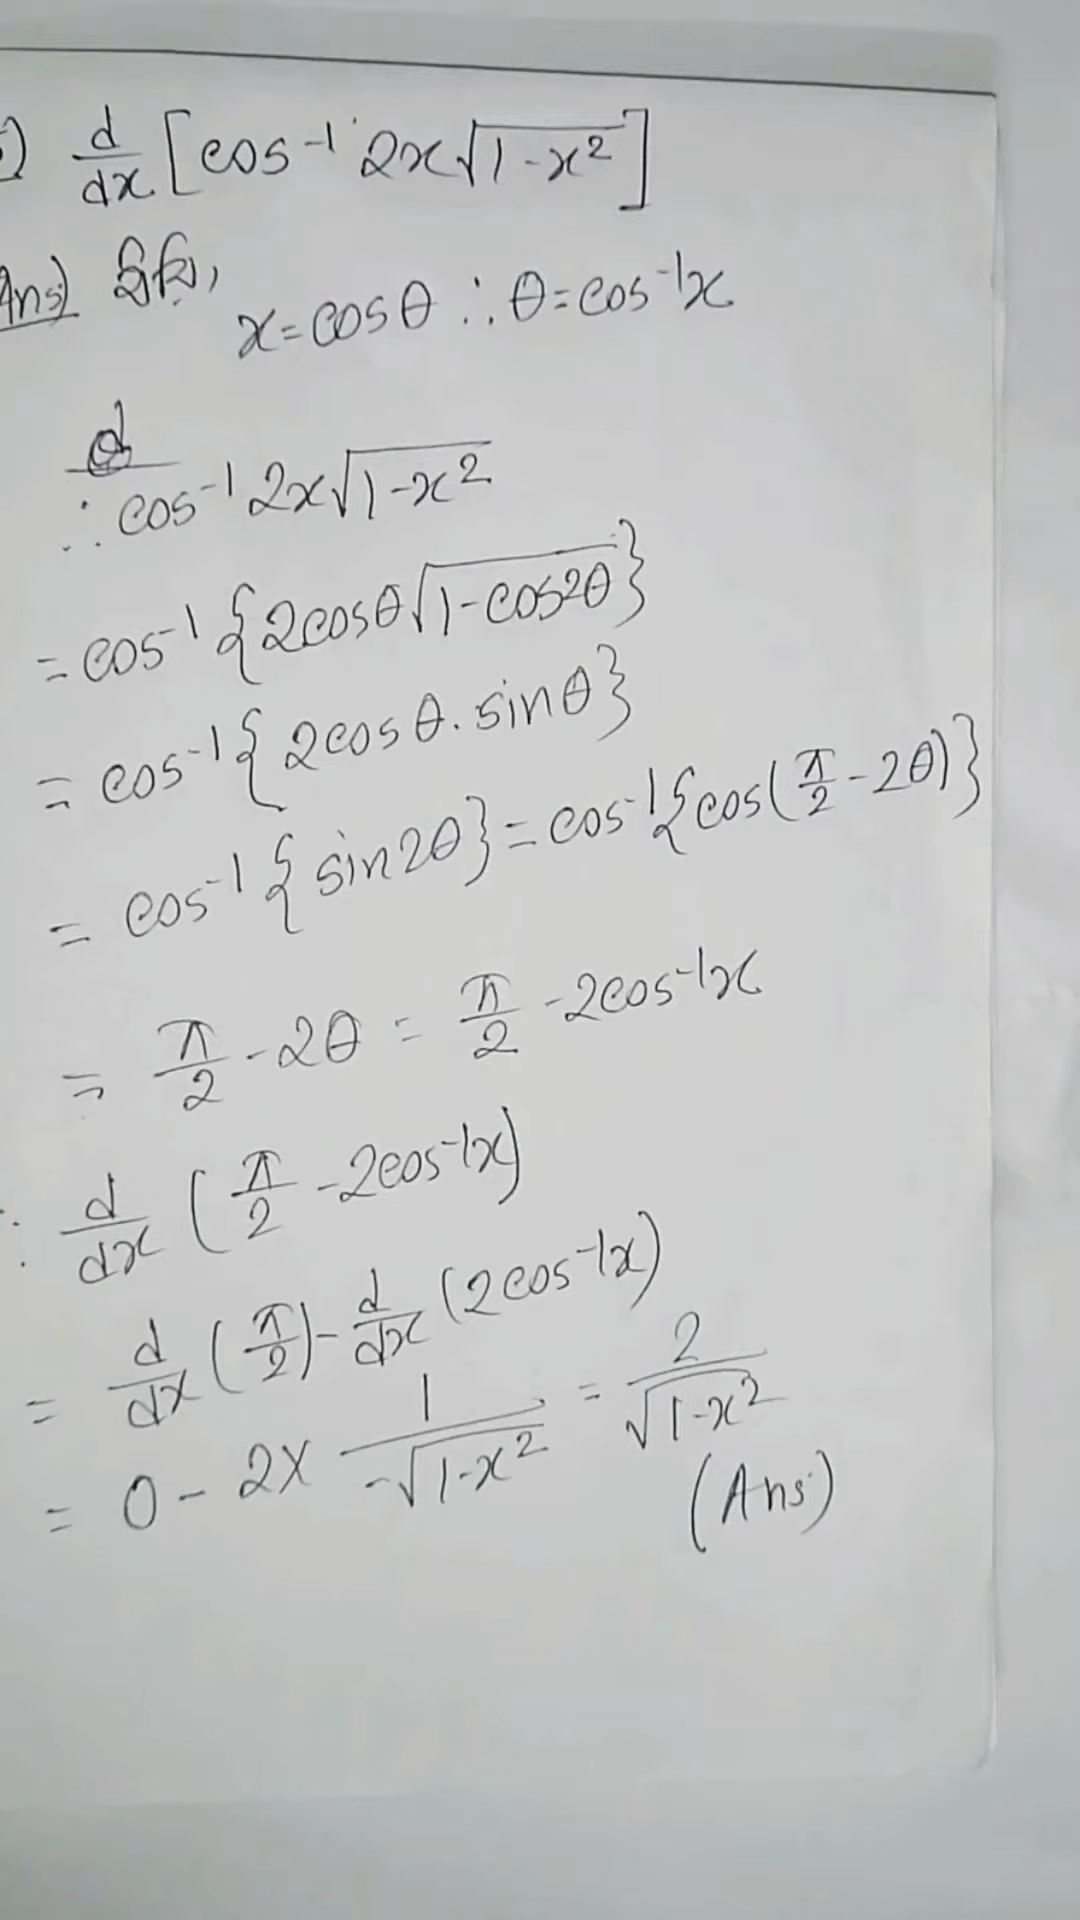 ) d/dx [cos⁻¹ 2x√1-x²]
Ans) ধরি,
x=cosθ ∴ θ=cos⁻¹x
∴ cos⁻¹ 2x√1-x²
= cos⁻¹{2cosθ√1-cos²θ}
= cos⁻¹{2cosθ.sinθ}
= cos⁻¹{sin2θ} = cos⁻¹{cos(π/2 - 2θ)}
= π/2 - 2θ = π/2 - 2cos⁻¹x
∴ d/dx (π/2 - 2cos⁻¹x)
= d/dx (π/2) - d/dx (2cos⁻¹x)
= 0 - 2× 1/-√1-x² = 2/√1-x²
(Ans)